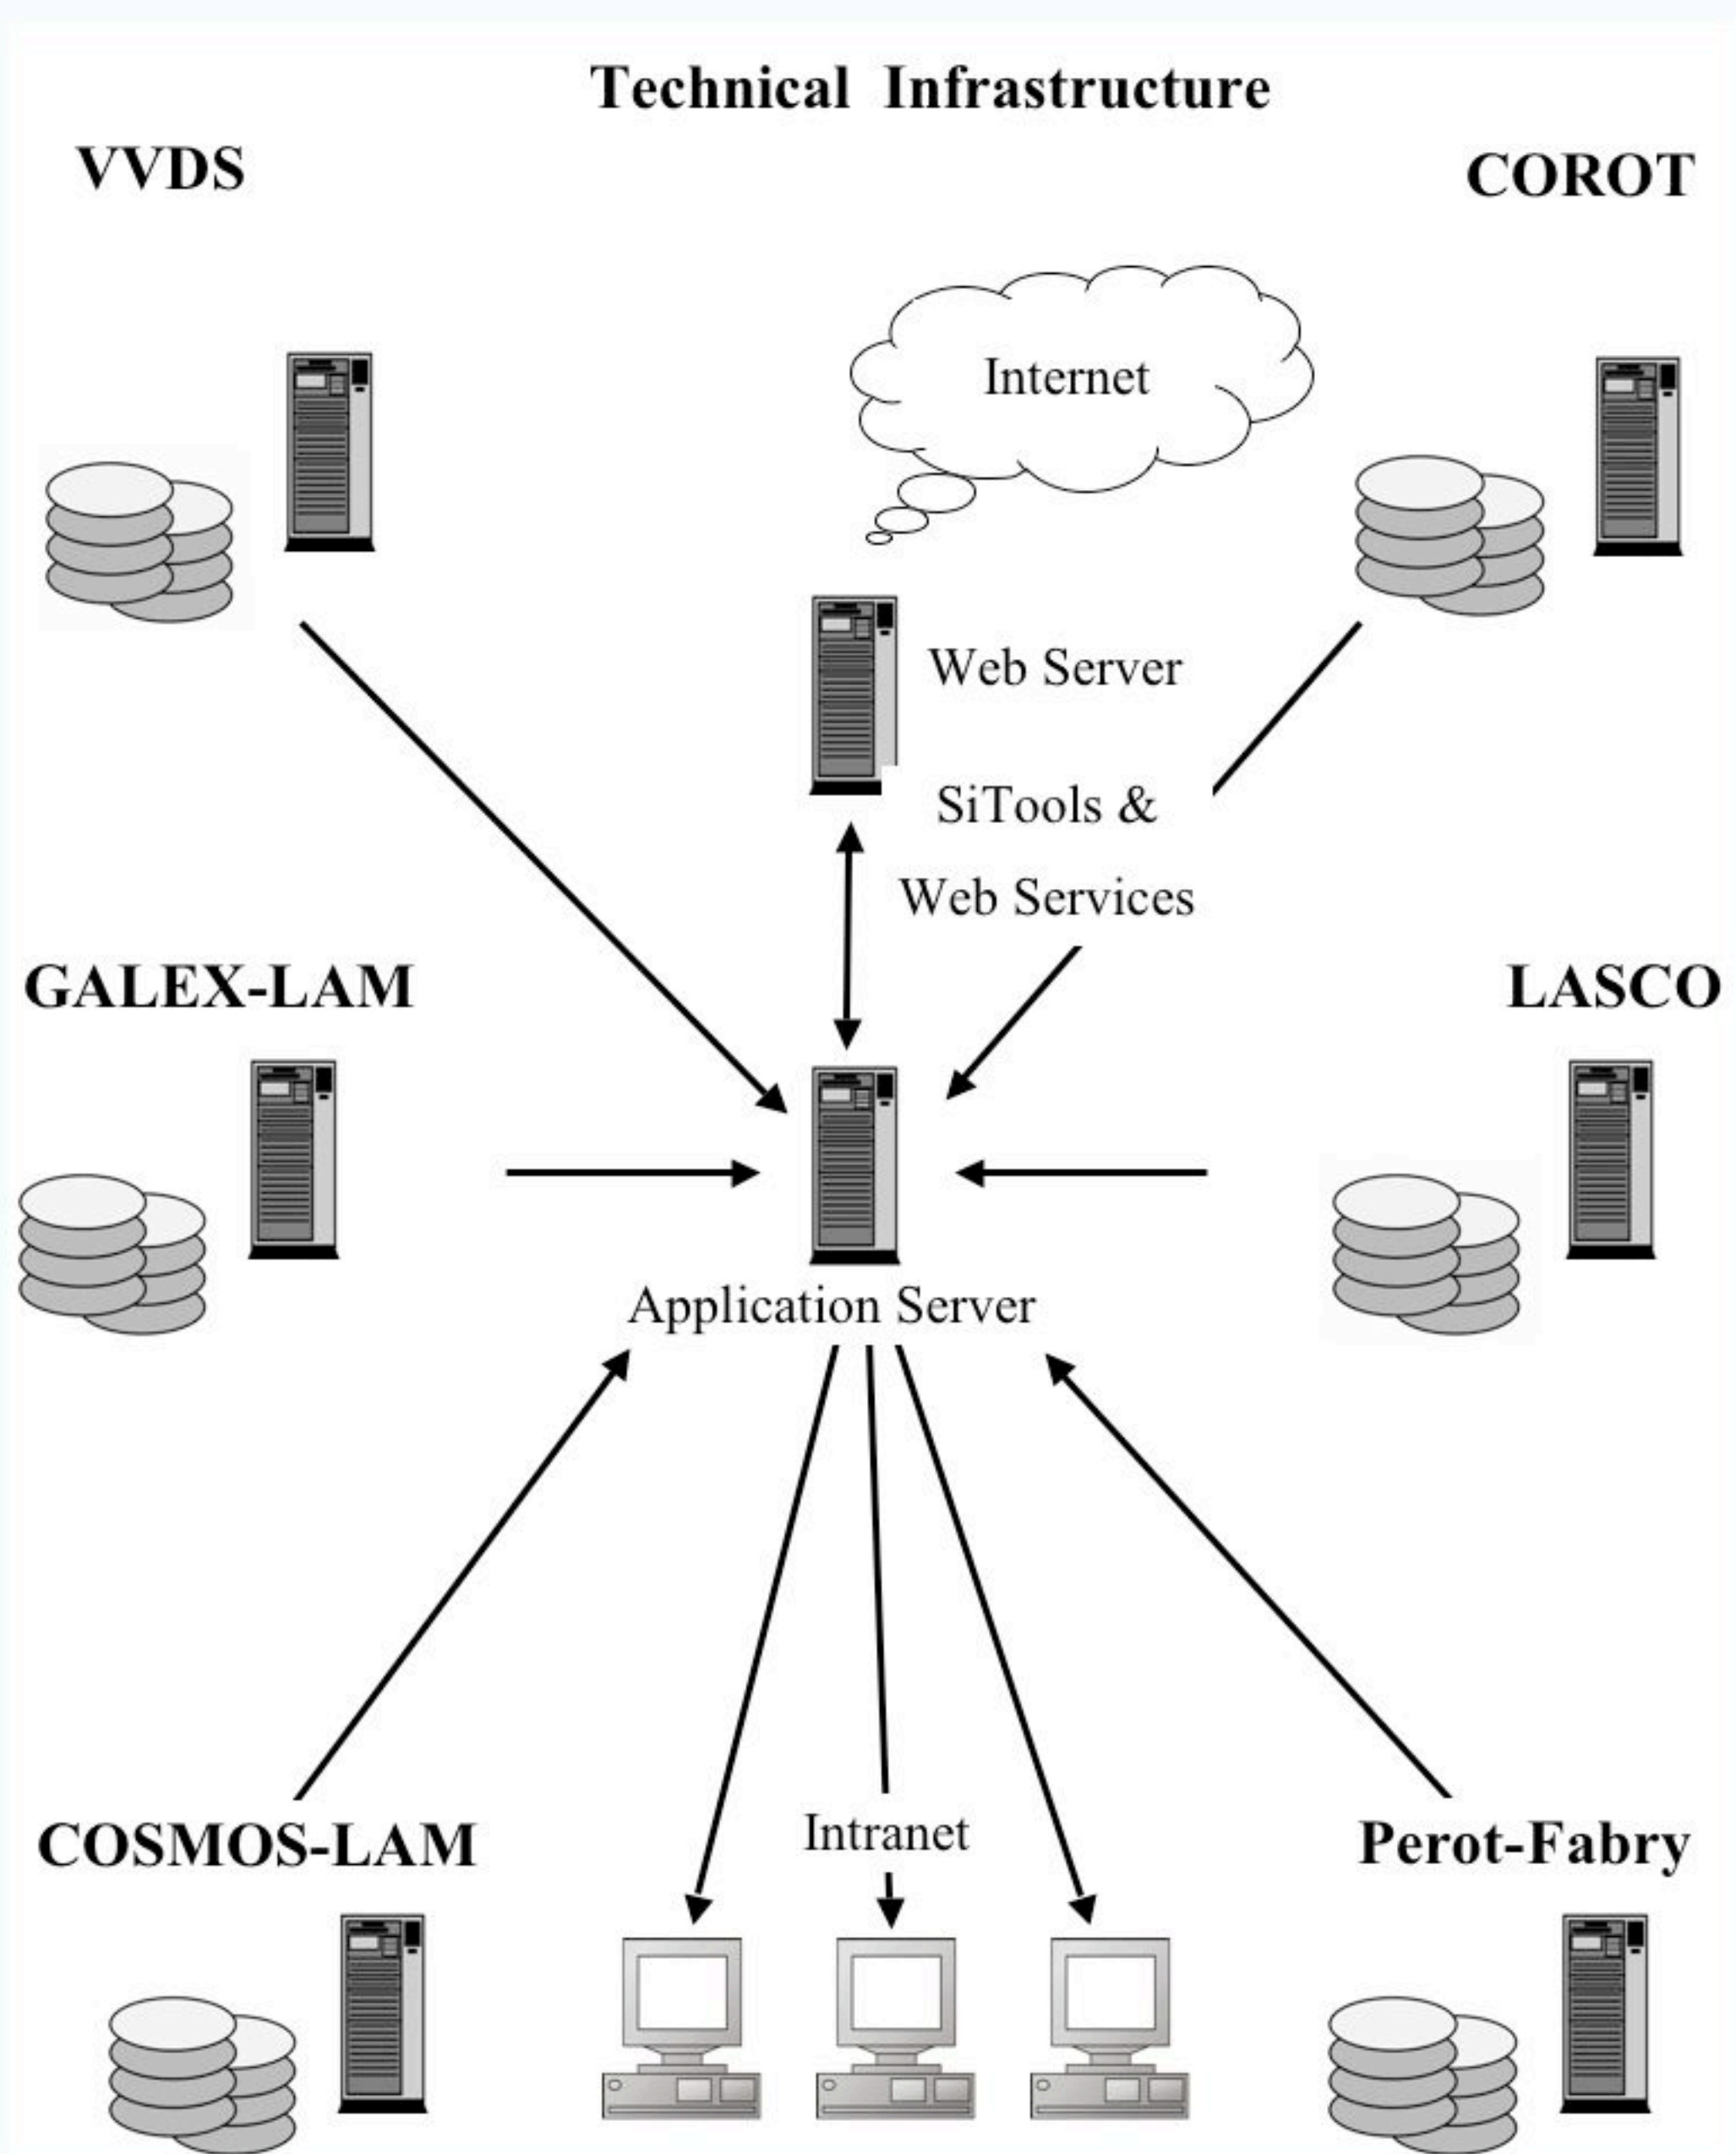 Technical Infrastructure
VVDS
COROT
Internet
Web Server
SiTools &
Web Services
GALEX-LAM
LASCO
Application Server
COSMOS-LAM
Intranet
Perot-Fabry